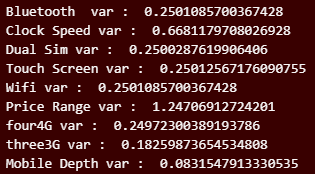 Bluetooth  var :  0.2501085700367428
Clock Speed var :  0.6681179708026928
Dual Sim var :  0.2500287619906406
Touch Screen var :  0.25012567176090755
Wifi var :  0.2501085700367428
Price Range var :  1.24706912724201
four4G var :  0.24972300389193786
three3G var :  0.18259873654534808
Mobile Depth var :  0.0831547913330535